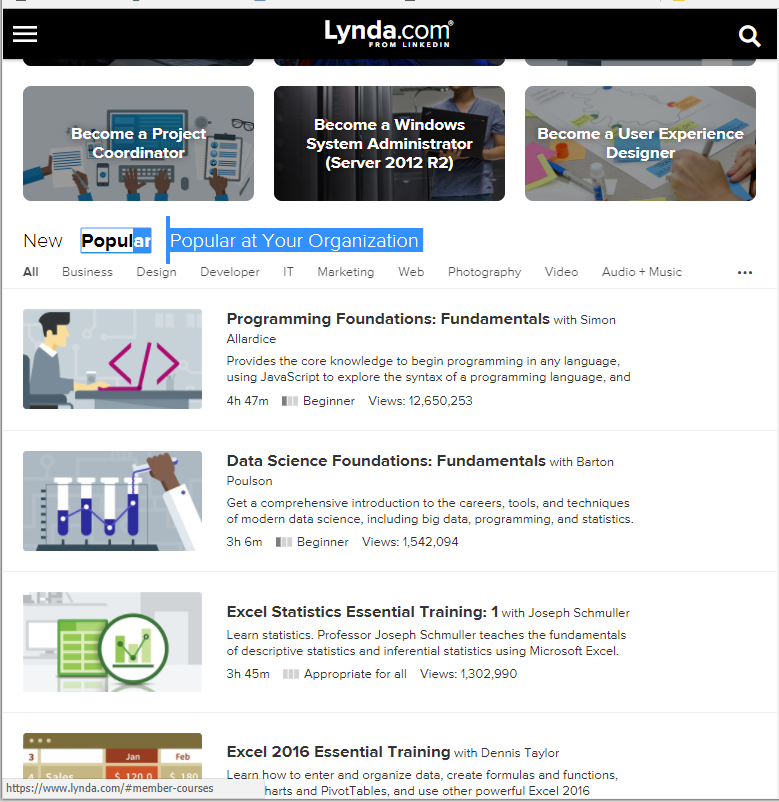 Lynda.com®
FROM LINKEDIN
Become a Project
Coordinator
Become a Windows
System Administrator
(Server 2012 R2)
Become a User Experience
Designer
New Popular Popular at Your Organization
All Business Design Developer IT Marketing Web Photography Video Audio + Music ...
Programming Foundations: Fundamentals with Simon
Allardice
Provides the core knowledge to begin programming in any language,
using JavaScript to explore the syntax of a programming language, and
4h 47m Beginner Views: 12,650,253
Data Science Foundations: Fundamentals with Barton
Poulson
Get a comprehensive introduction to the careers, tools, and techniques
of modern data science, including big data, programming, and statistics.
3h 6m Beginner Views: 1,542,094
Excel Statistics Essential Training: 1 with Joseph Schmuller
Learn statistics. Professor Joseph Schmuller teaches the fundamentals
of descriptive statistics and inferential statistics using Microsoft Excel.
3h 45m Appropriate for all Views: 1,302,990
Jan Feb
3
4 Sales $ 120.0 $ 180
Excel 2016 Essential Training with Dennis Taylor
Learn how to enter and organize data, create formulas and functions,
harts and PivotTables, and use other powerful Excel 2016
https://www.lynda.com/#member-courses